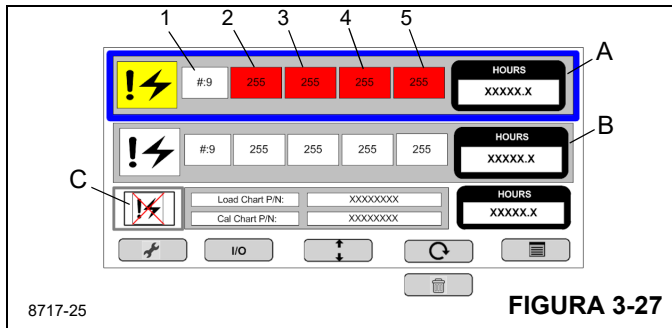 1 2 3 4 5
A
HOURS
#:9 255 255 255 255
XXXXX.X
B
HOURS
#:9 255 255 255 255
XXXXX.X
C
HOURS
Load Chart P/N: XXXXXXXX
XXXXX.X
Cal Chart P/N: XXXXXXXX
I/O
8717-25
FIGURA 3-27